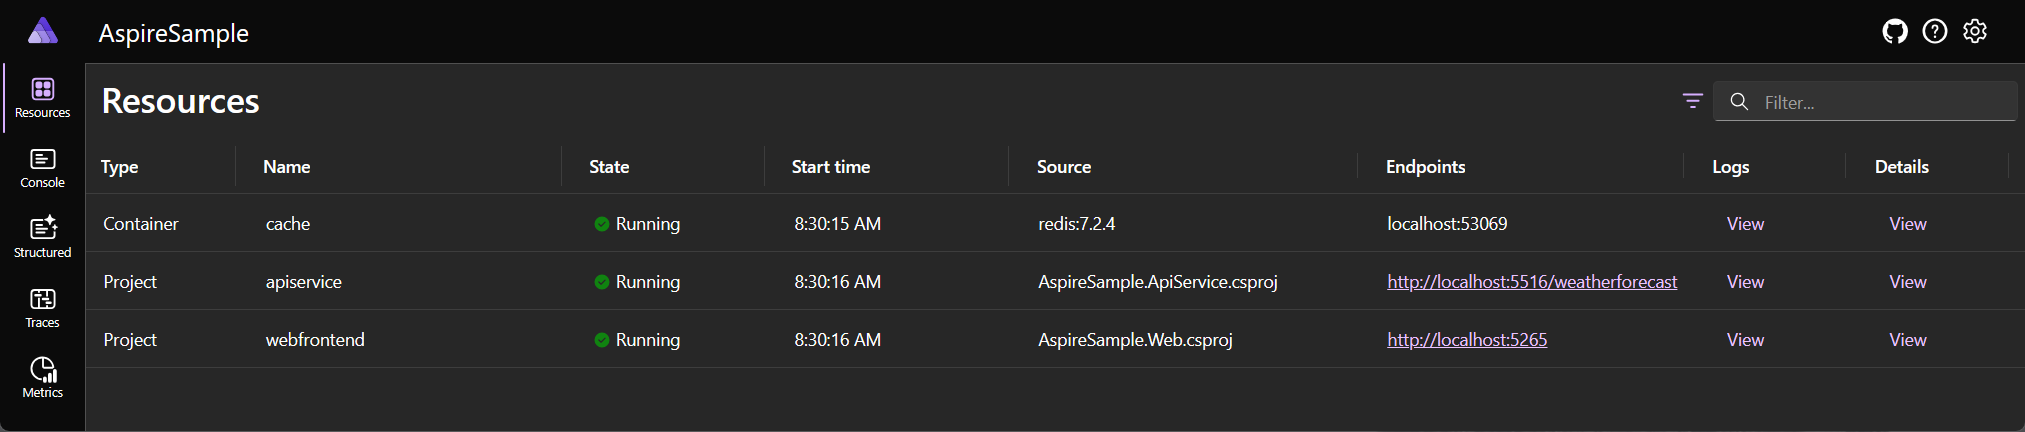 AspireSample
Resources
Console
Structured
Traces
Metrics
Resources
Filter...
Type Name State Start time Source Endpoints Logs Details
Container cache Running 8:30:15 AM redis:7.2.4 localhost:53069 View View
Project apiservice Running 8:30:16 AM AspireSample.ApiService.csproj http://localhost:5516/weatherforecast View View
Project webfrontend Running 8:30:16 AM AspireSample.Web.csproj http://localhost:5265 View View